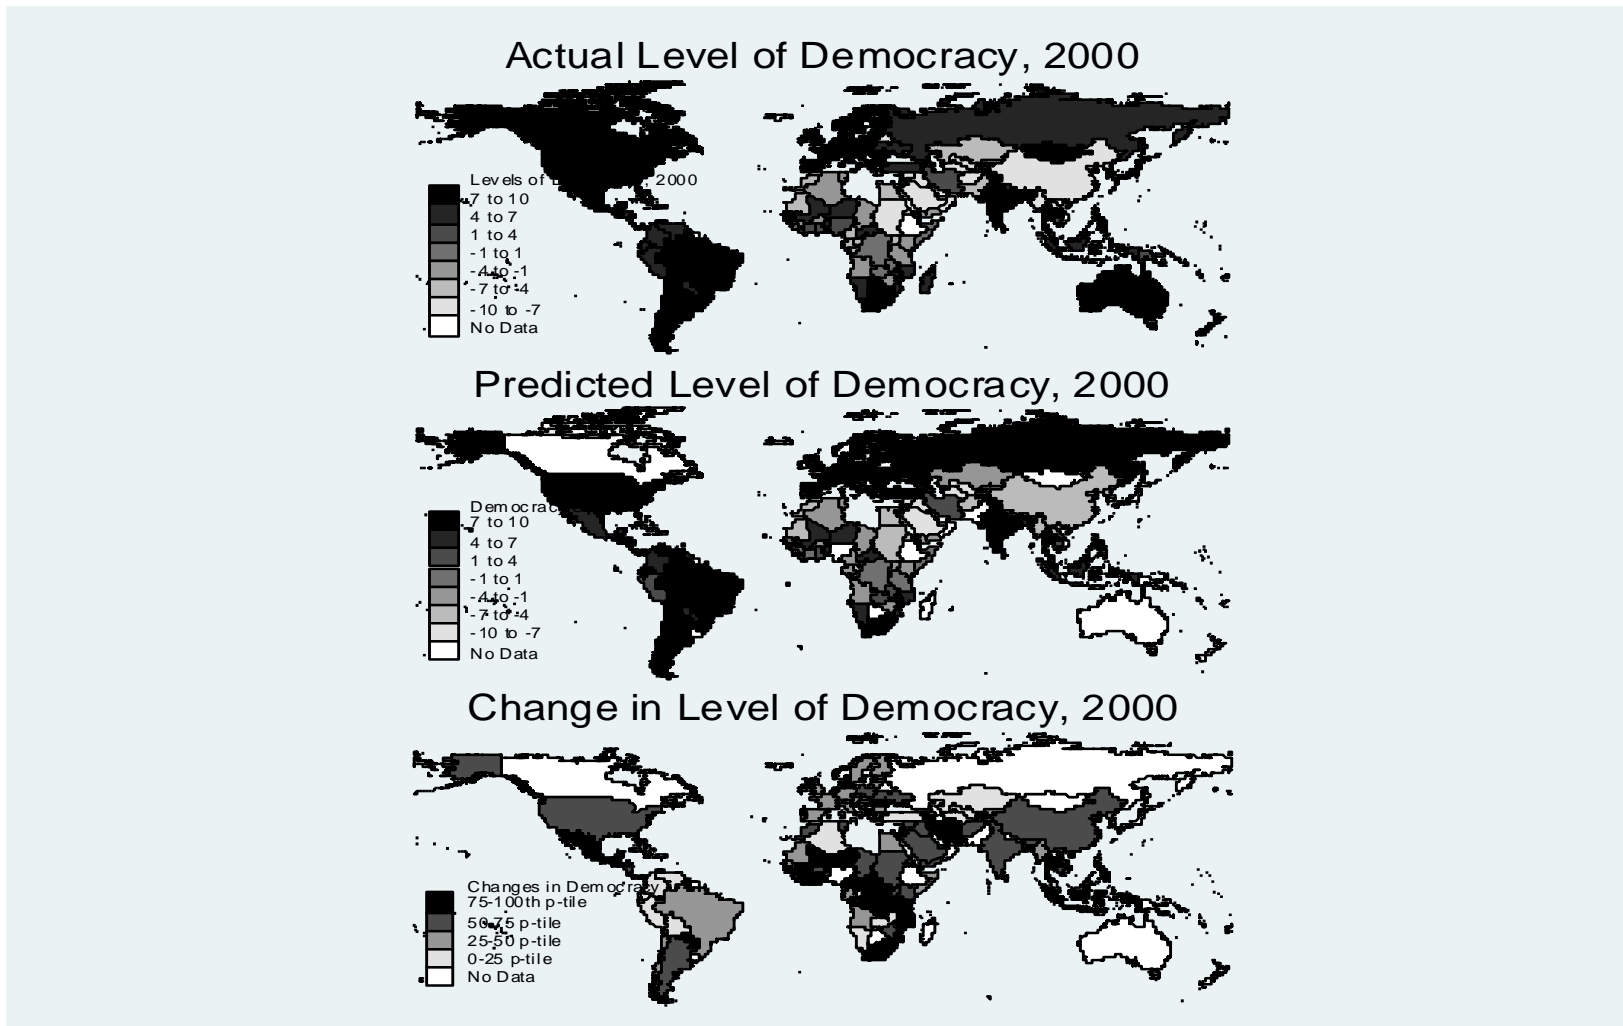 Actual Level of Democracy, 2000
Levels of D , 2000
7 to 10
4 to 7
1 to 4
-1 to 1
-4 to -1
-7 to -4
-10 to -7
No Data
Predicted Level of Democracy, 2000
Democrac
7 to 10
4 to 7
1 to 4
-1 to 1
-4 to -1
-7 to -4
-10 to -7
No Data
Change in Level of Democracy, 2000
Changes in Democracy
75-100th p-tile
50-75 p-tile
25-50 p-tile
0-25 p-tile
No Data